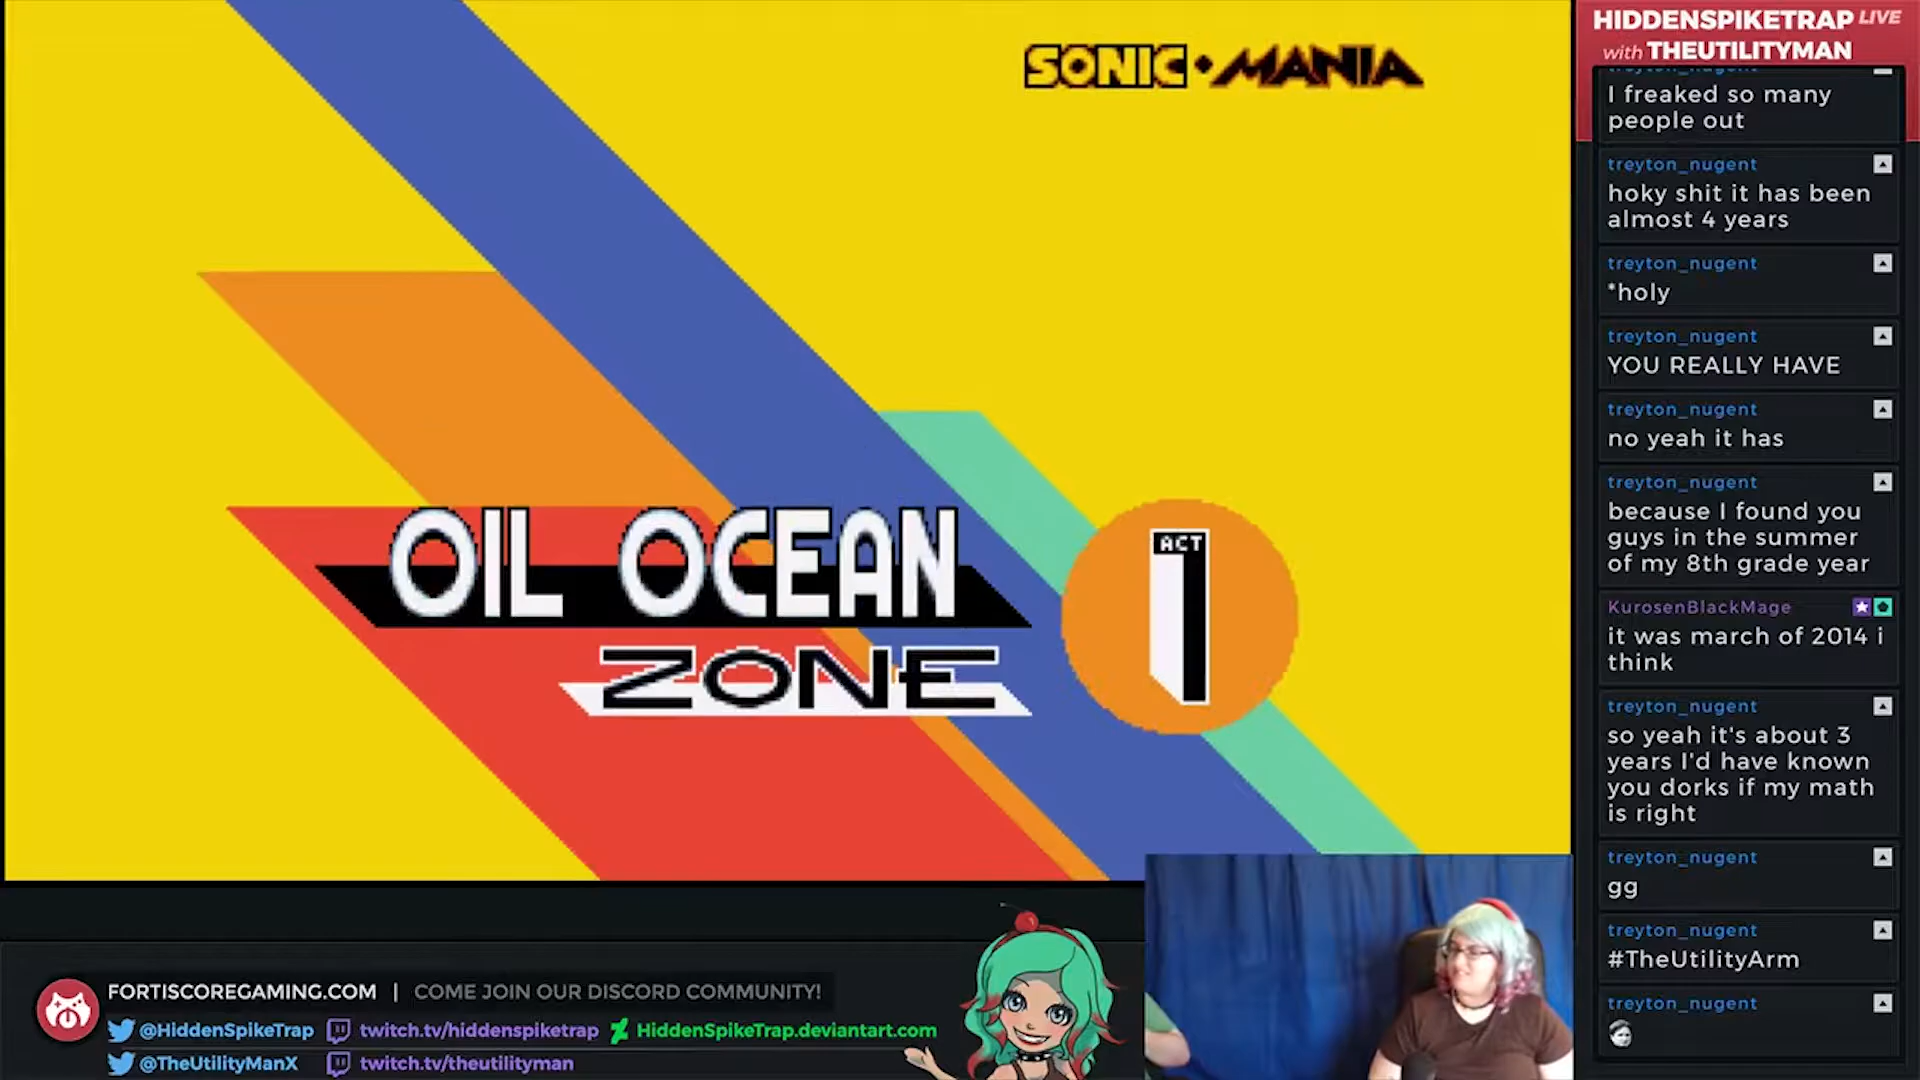 SONIC MANIA
OIL OCEAN
ZONE
ACT
1
HIDDENSPIKETRAP LIVE
with THEUTILITYMAN
treyton_nugent
I freaked so many
people out
treyton_nugent
hoky shit it has been
almost 4 years
treyton_nugent
*holy
treyton_nugent
YOU REALLY HAVE
treyton_nugent
no yeah it has
treyton_nugent
because I found you
guys in the summer
of my 8th grade year
KurosenBlackMage
it was march of 2014 i
think
treyton_nugent
so yeah it's about 3
years I'd have known
you dorks if my math
is right
treyton_nugent
gg
treyton_nugent
#TheUtilityArm
treyton_nugent
FORTISCOREGAMING.COM | COME JOIN OUR DISCORD COMMUNITY!
@HiddenSpikeTrap twitch.tv/hiddenspiketrap HiddenSpikeTrap.deviantart.com
@TheUtilityManX twitch.tv/theutilityman